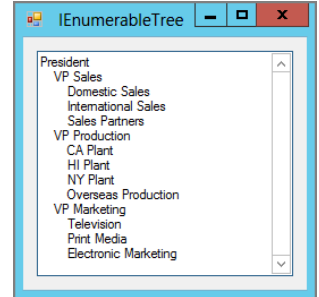 IEnumerableTree
President
VP Sales
Domestic Sales
International Sales
Sales Partners
VP Production
CA Plant
HI Plant
NY Plant
Overseas Production
VP Marketing
Television
Print Media
Electronic Marketing